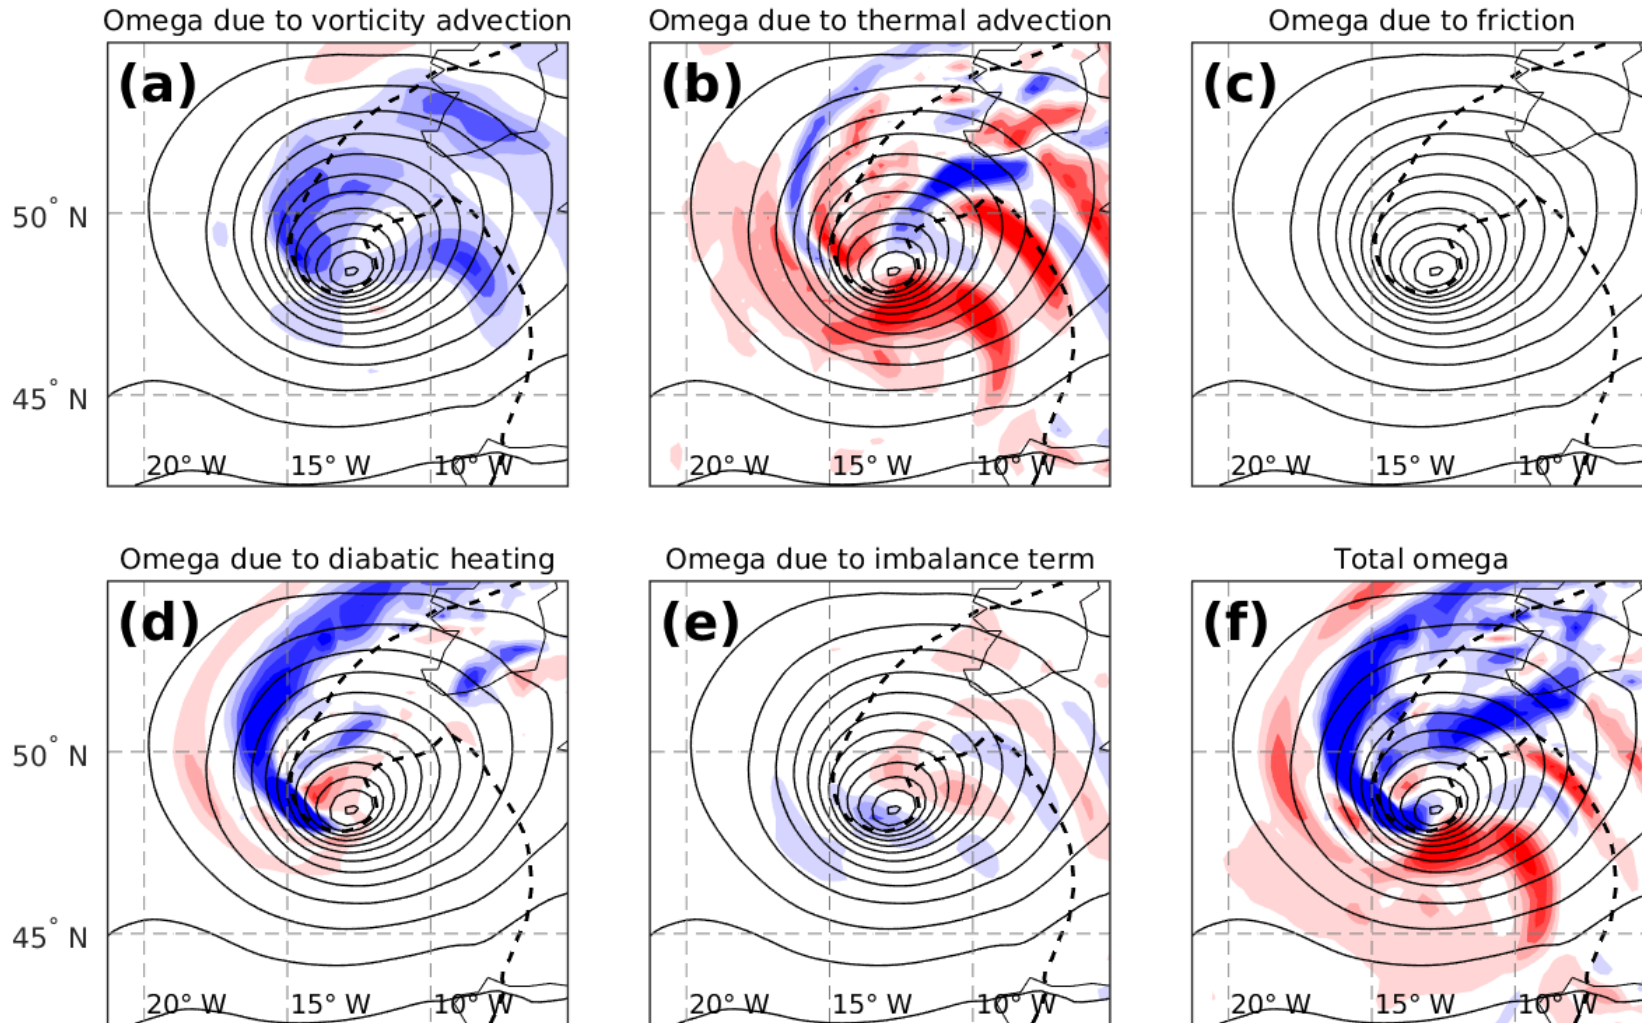 Omega due to vorticity advection
Omega due to thermal advection
Omega due to friction
(a)
(b)
(c)
50° N
45° N
20° W 15° W 10° W
20° W 15° W 10° W
20° W 15° W 10° W
Omega due to diabatic heating
Omega due to imbalance term
Total omega
(d)
(e)
(f)
50° N
45° N
20° W 15° W 10° W
20° W 15° W 10° W
20° W 15° W 10° W